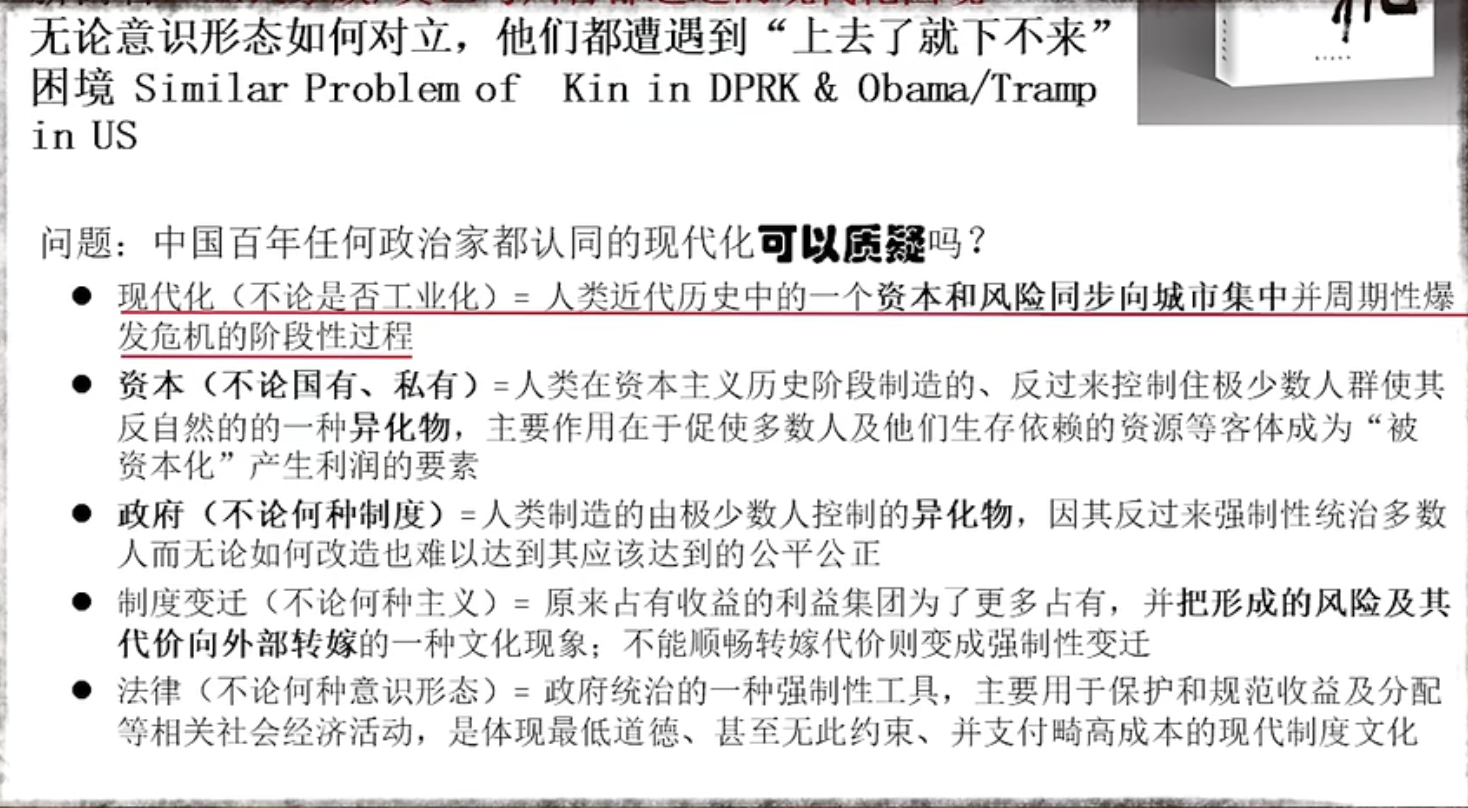 无论意识形态如何对立，他们都遭遇到“上去了就下不来”
困境 Similar Problem of Kin in DPRK & Obama/Tramp
in US
问题：中国百年任何政治家都认同的现代化可以质疑吗？
● 现代化（不论是否工业化）= 人类近代历史中的一个资本和风险同步向城市集中并周期性爆
发危机的阶段性过程
● 资本（不论国有、私有）=人类在资本主义历史阶段制造的、反过来控制住极少数人群使其
反自然的的一种异化物，主要作用在于促使多数人及他们生存依赖的资源等客体成为“被
资本化”产生利润的要素
● 政府（不论何种制度）=人类制造的由极少数人控制的异化物，因其反过来强制性统治多数
人而无论如何改造也难以达到其应该达到的公平公正
● 制度变迁（不论何种主义）= 原来占有收益的利益集团为了更多占有，并把形成的风险及其
代价向外部转嫁的一种文化现象；不能顺畅转嫁代价则变成强制性变迁
● 法律（不论何种意识形态）= 政府统治的一种强制性工具，主要用于保护和规范收益及分配
等相关社会经济活动，是体现最低道德、甚至无此约束、并支付畸高成本的现代制度文化